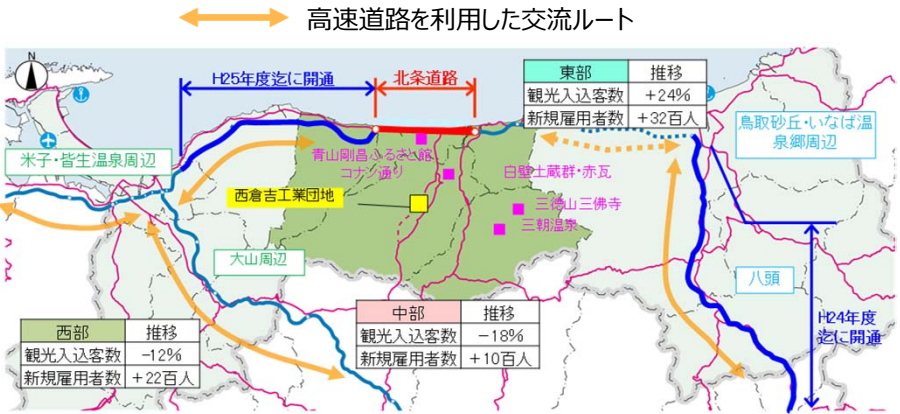 高速道路を利用した交流ルート
N
H25年度迄に開通
北条道路
東部 推移
観光入込客数 +24%
新規雇用者数 +32百人
鳥取砂丘・いなば温
泉郷周辺
米子・皆生温泉周辺
青山剛昌ふるさと館
コナン通り
白壁土蔵群・赤瓦
西倉吉工業団地
三徳山三佛寺
三朝温泉
大山周辺
八頭
H24年度
迄に開通
中部 推移
観光入込客数 -18%
新規雇用者数 +10百人
西部 推移
観光入込客数 -12%
新規雇用者数 +22百人